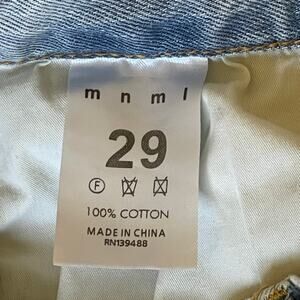 mnml
29
F
100% COTTON
MADE IN CHINA
RN139488